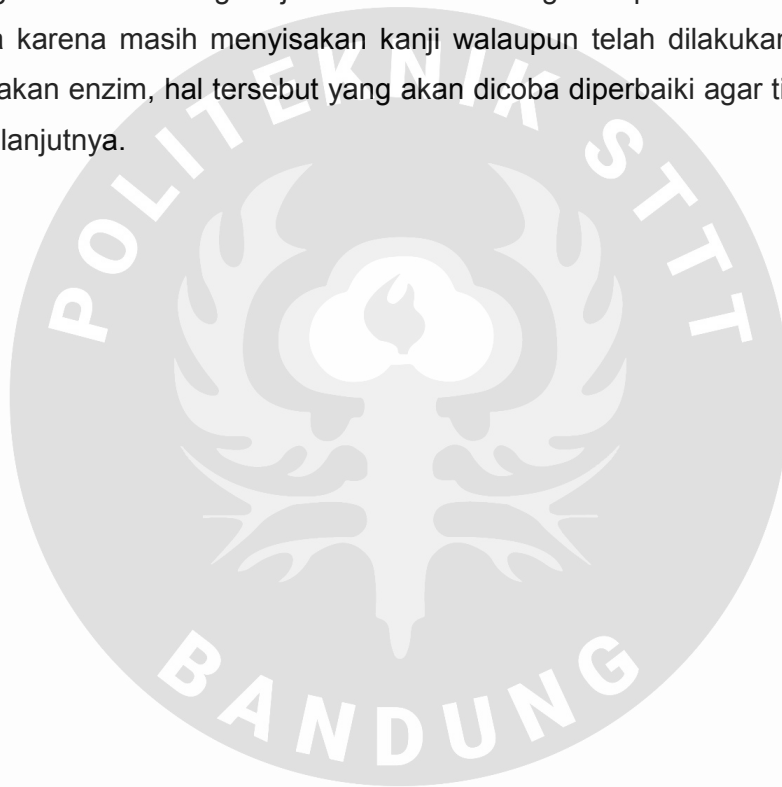 karena masih menyisakan kanji walaupun telah dilakukan
akan enzim, hal tersebut yang akan dicoba diperbaiki agar
lanjutnya.
POLITEKNIK STTT
BANDUNG